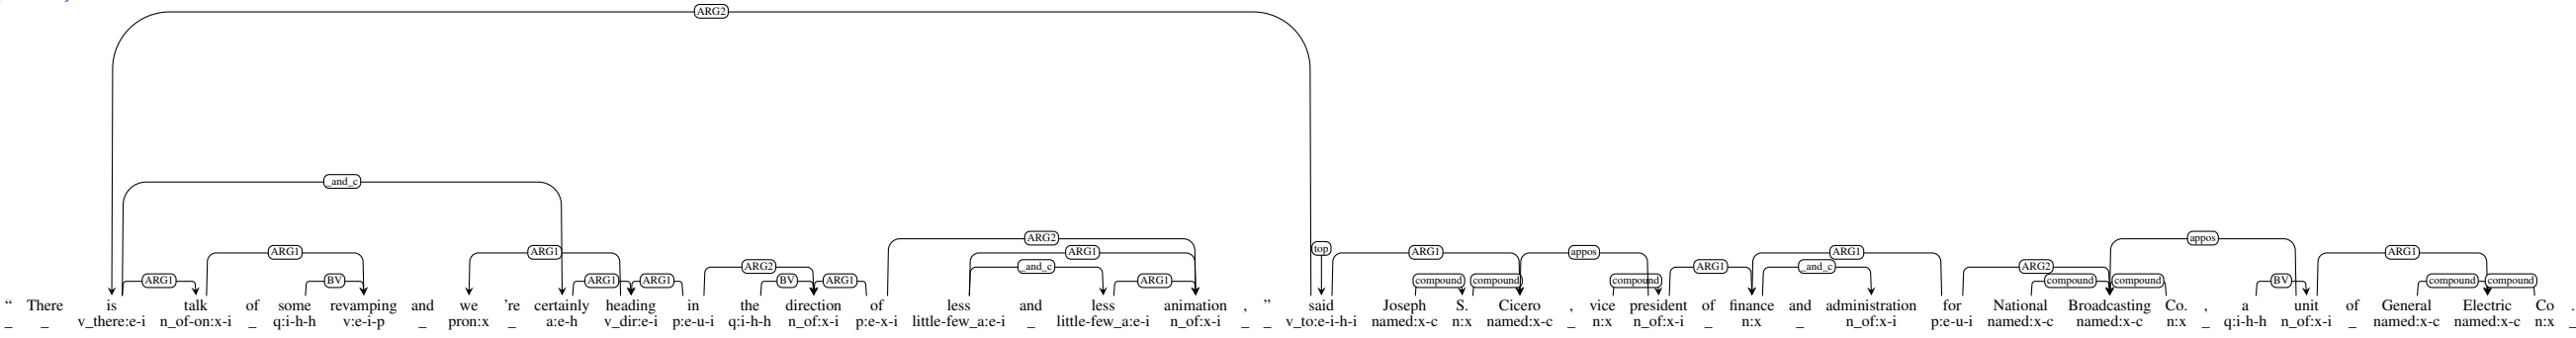 ARG2
_and_c
ARG2 appos
top
ARG1 ARG1 ARG1 ARG1 appos ARG1 ARG1
ARG2 _and_c ARG1 _and_c ARG2
ARG1 BV ARG1 ARG1 BV ARG1 ARG1 compound compound compound compound compound BV compound compound
“ There is talk of some revamping and we 're certainly heading in the direction of less and less animation , ” said Joseph S. Cicero , vice president of finance and administration for National Broadcasting Co. , a unit of General Electric Co .
_ _ v_there:e-i n_of-on:x-i _ q:i-h-h v:e-i-p _ pron:x _ a:e-h v_dir:e-i p:e-u-i q:i-h-h n_of:x-i p:e-x-i little-few_a:e-i _ little-few_a:e-i n_of:x-i _ _ v_to:e-i-h-i named:x-c n:x named:x-c _ n:x n_of:x-i _ n:x _ n_of:x-i p:e-u-i named:x-c named:x-c n:x _ q:i-h-h n_of:x-i _ named:x-c named:x-c n:x _